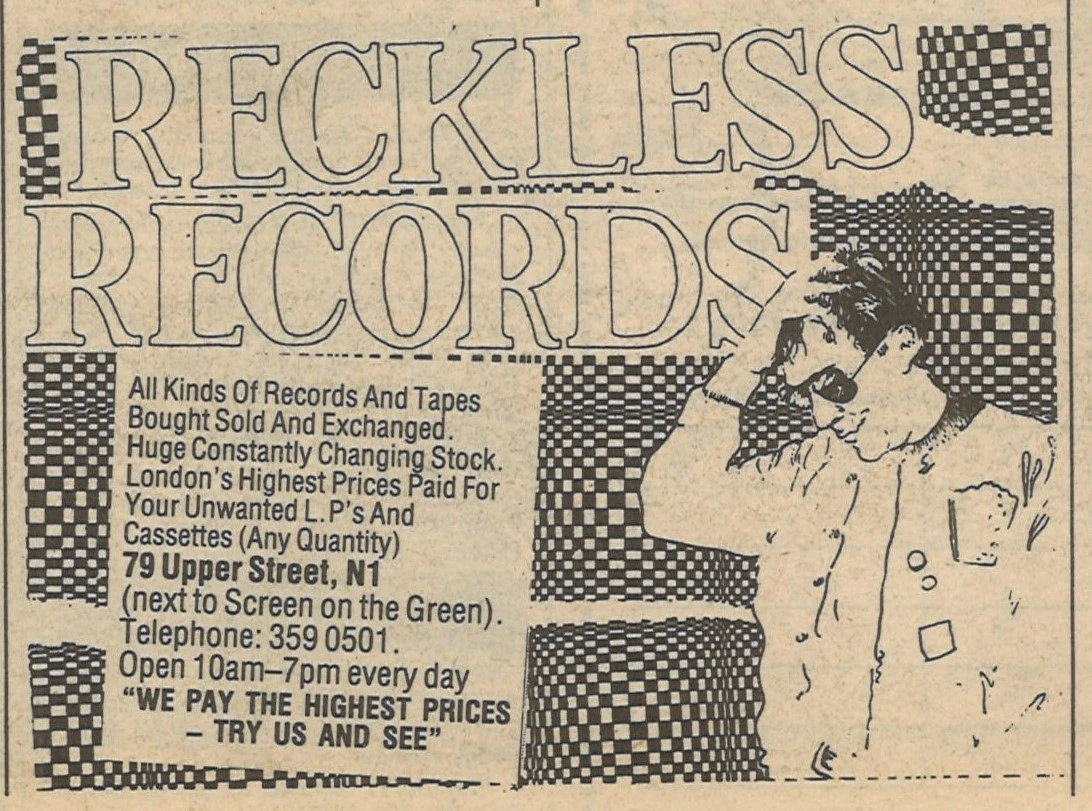 RECKLESS
RECORDS
All Kinds Of Records And Tapes
Bought Sold And Exchanged.
Huge Constantly Changing Stock.
London's Highest Prices Paid For
Your Unwanted L.P's And
Cassettes (Any Quantity)
79 Upper Street, N1
(next to Screen on the Green).
Telephone: 359 0501.
Open 10am–7pm every day
"WE PAY THE HIGHEST PRICES
– TRY US AND SEE"